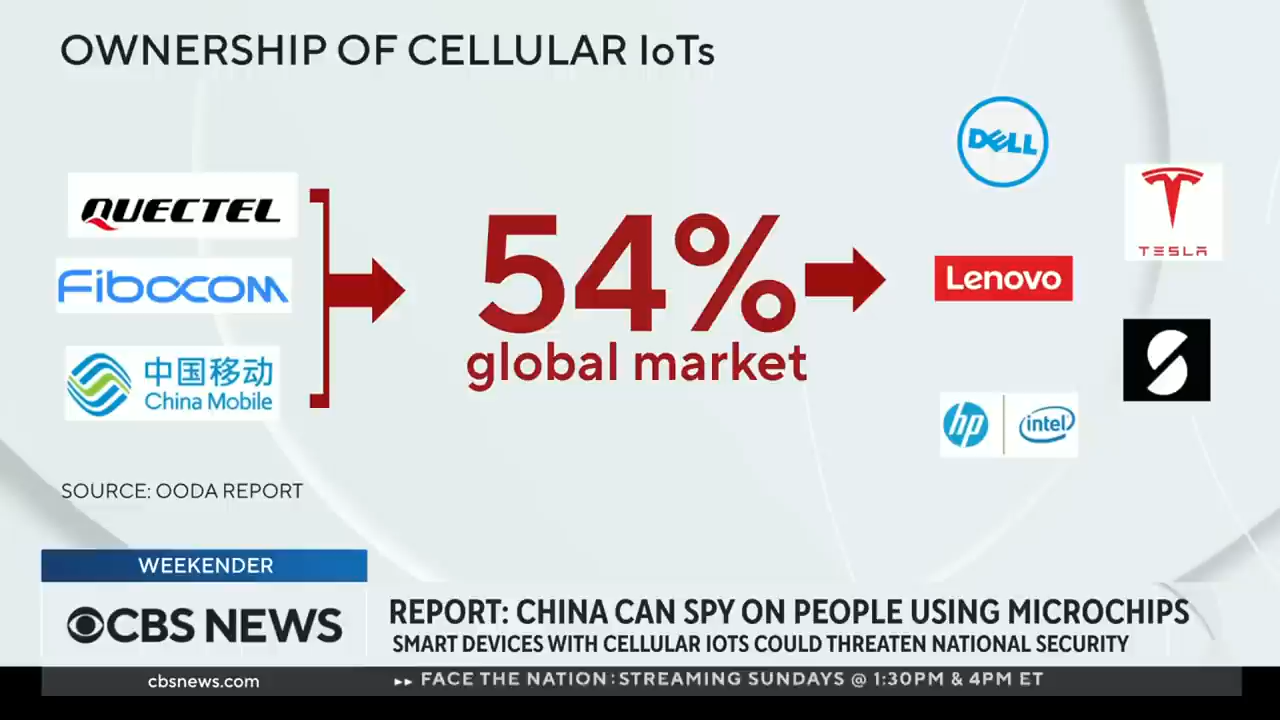 OWNERSHIP OF CELLULAR IoTs
QUECTEL
Fibocom
中国移动
China Mobile
54%
global market
DELL
TESLA
Lenovo
hp
intel
SOURCE: OODA REPORT
WEEKENDER
CBS NEWS
REPORT: CHINA CAN SPY ON PEOPLE USING MICROCHIPS
SMART DEVICES WITH CELLULAR IOTS COULD THREATEN NATIONAL SECURITY
cbsnews.com
FACE THE NATION: STREAMING SUNDAYS @ 1:30PM & 4PM ET